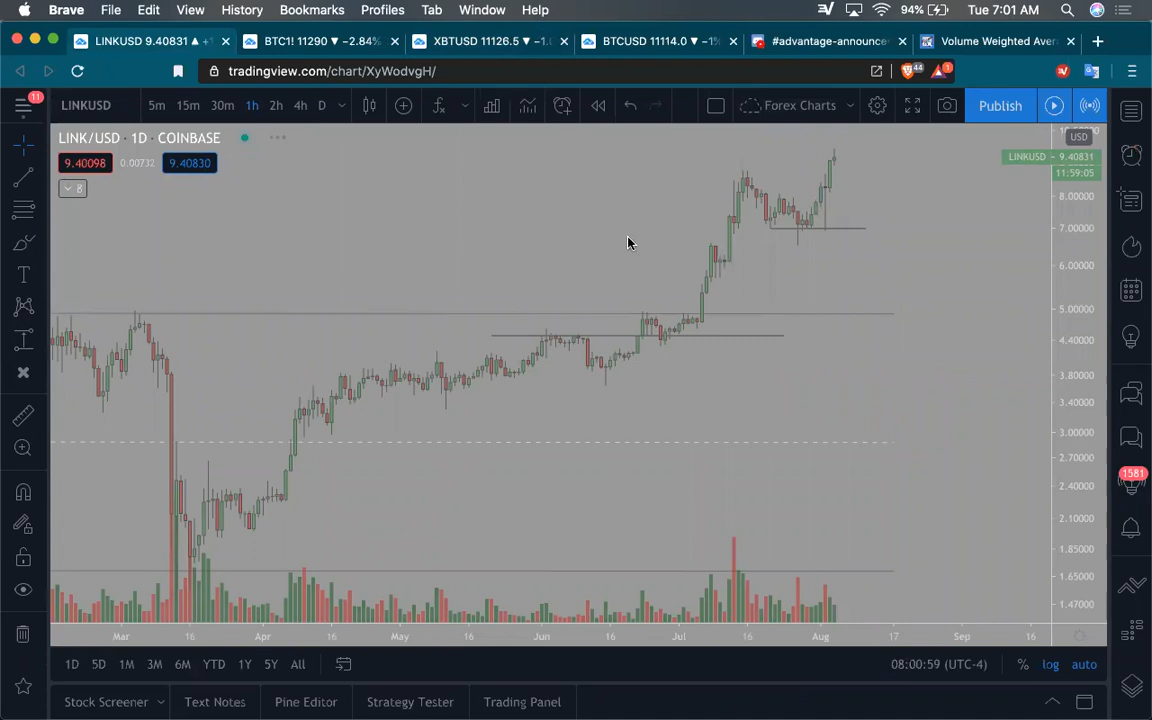 Brave File Edit View History Bookmarks Profiles Tab Window Help 94% Tue 7:01 AM
LINKUSD 9.40831 ▲ +1 × BTC1! 11290 ▼ −2.84% × XBTUSD 11126.5 ▼ −1. × BTCUSD 11114.0 ▼ −1% × #advantage-announce × Volume Weighted Aver × +
tradingview.com/chart/XyWodvgH/ 44 1
11 LINKUSD 5m 15m 30m 1h 2h 4h D Forex Charts Publish
LINK/USD · 1D · COINBASE
9.40098 0.00732 9.40830
8
USD
LINKUSD 9.40831
11:59:05
8.00000
7.00000
6.00000
5.00000
4.40000
3.80000
3.40000
3.00000
2.70000
2.40000
2.10000
1.85000
1.65000
1.47000
1581
Mar 16 Apr 16 May 16 Jun 16 Jul 16 Aug 17 Sep 16
1D 5D 1M 3M 6M YTD 1Y 5Y All 08:00:59 (UTC-4) % log auto
Stock Screener Text Notes Pine Editor Strategy Tester Trading Panel